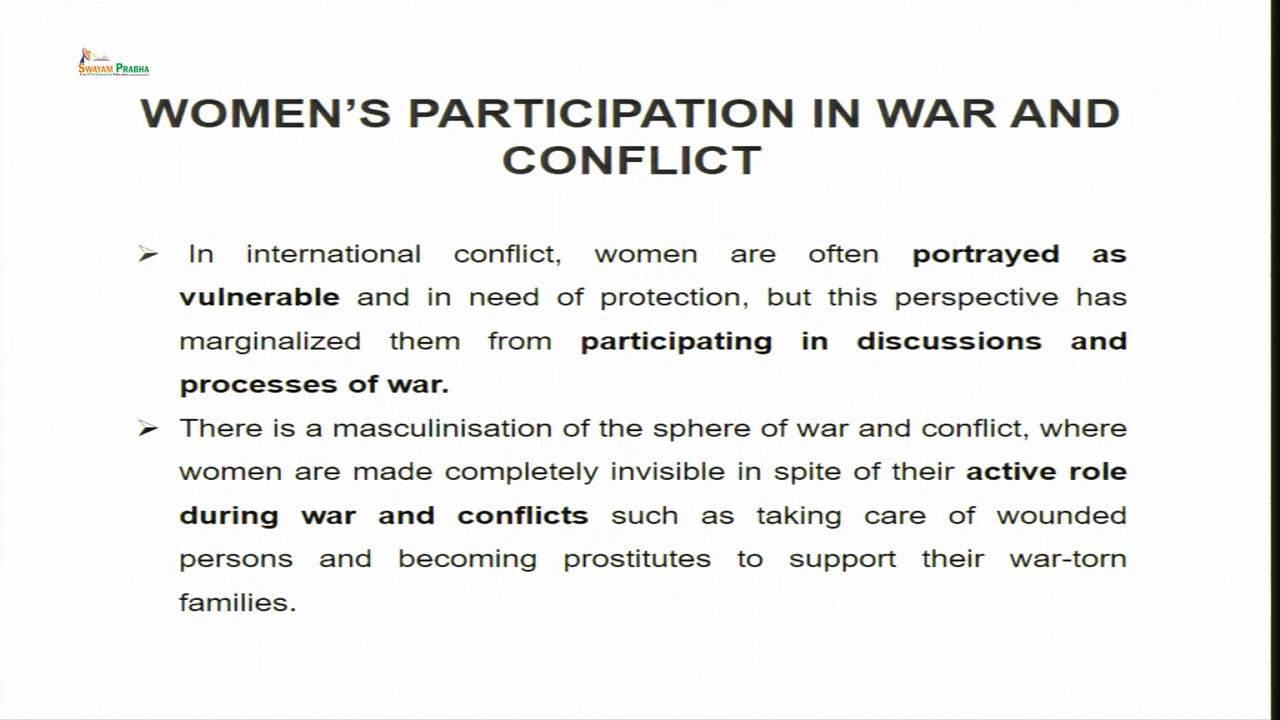 SWAYAM PRABHA
WOMEN’S PARTICIPATION IN WAR AND
CONFLICT
➢ In international conflict, women are often portrayed as
vulnerable and in need of protection, but this perspective has
marginalized them from participating in discussions and
processes of war.
➢ There is a masculinisation of the sphere of war and conflict, where
women are made completely invisible in spite of their active role
during war and conflicts such as taking care of wounded
persons and becoming prostitutes to support their war-torn
families.